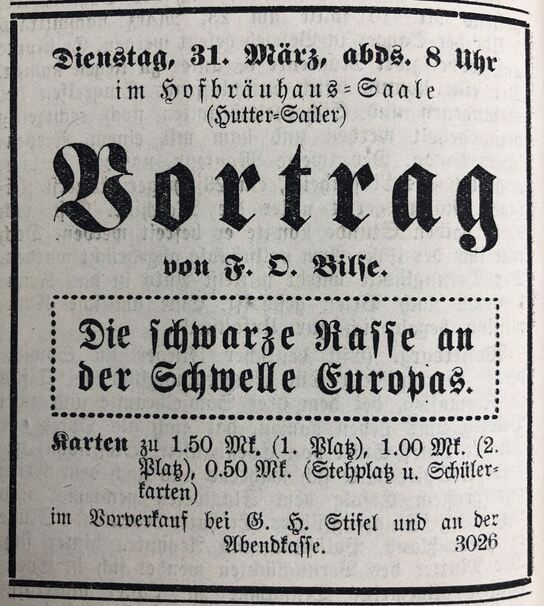 Dienstag, 31. März, abds. 8 Uhr
im Hofbräuhaus-Saale
(Hutter-Sailer)
Vortrag
von F. O. Bilse.
Die schwarze Rasse an
der Schwelle Europas.
Karten zu 1.50 Mk. (1. Platz), 1.00 Mk. (2.
Platz), 0.50 Mk. (Stehplatz u. Schüler-
karten)
im Vorverkauf bei G. H. Stifel und an der
Abendkasse. 3026